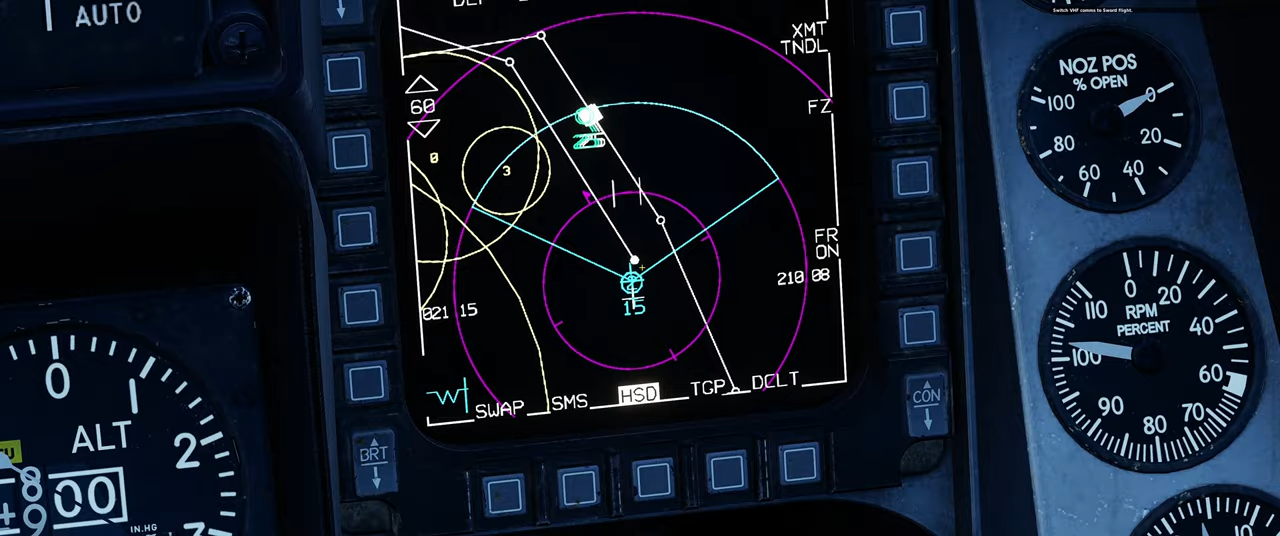 Switch VHF comms to Sword flight.
AUTO
XMT
TNDL
NOZ POS
% OPEN
60
FZ
100
0
80
20
60
40
0
3
FR
ON
210 08
021 15
15
0
20
110
RPM
PERCENT
40
100
60
90
70
80
SWAP
SMS
HSD
TGP
DCLT
CON
BRT
0
ALT
2
00
IN.HG
3